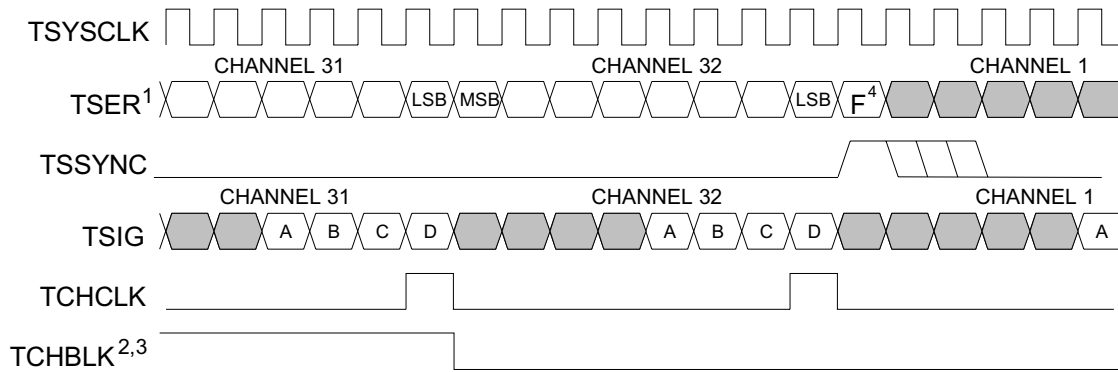 TSYSCLK
CHANNEL 31 CHANNEL 32 CHANNEL 1
TSER1 LSB MSB LSB F4
TSSYNC
CHANNEL 31 CHANNEL 32 CHANNEL 1
TSIG A B C D A B C D A
TCHCLK
TCHBLK2,3